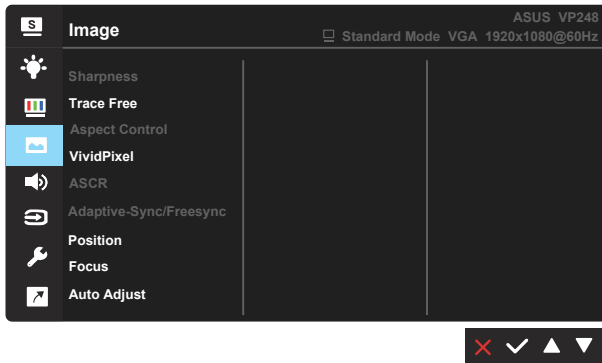 S
Image
ASUS VP248
Standard Mode VGA 1920x1080@60Hz
Sharpness
Trace Free
Aspect Control
VividPixel
ASCR
Adaptive-Sync/Freesync
Position
Focus
Auto Adjust